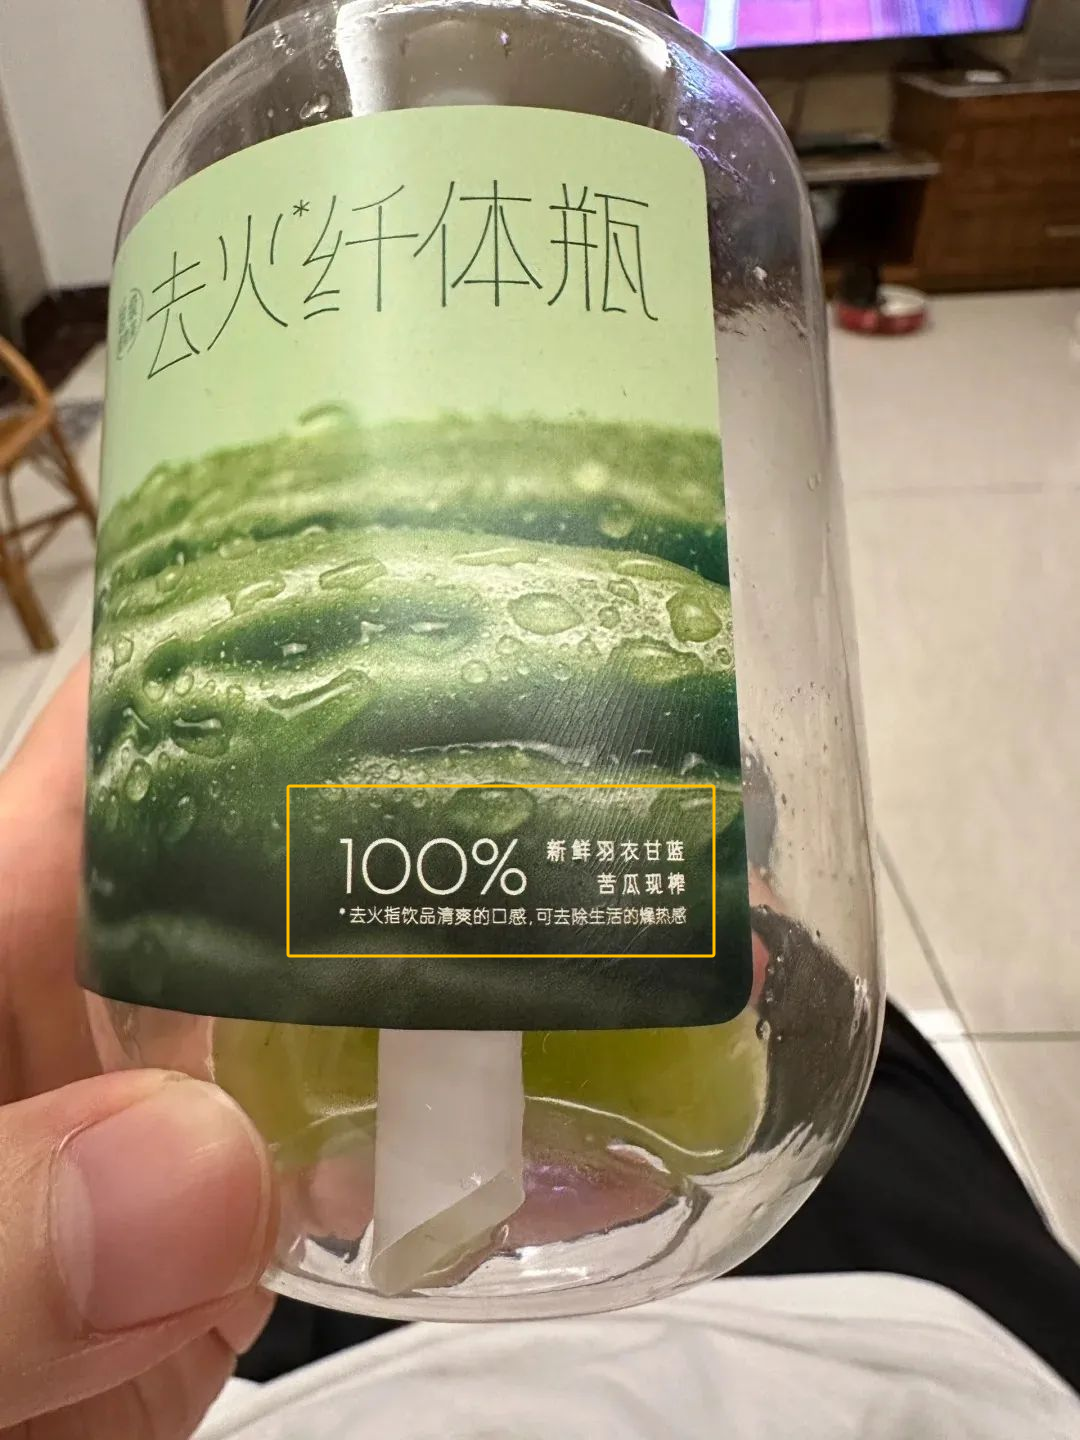 去火*纤体瓶
100% 新鲜羽衣甘蓝
苦瓜现榨
*去火指饮品清爽的口感,可去除生活的燥热感